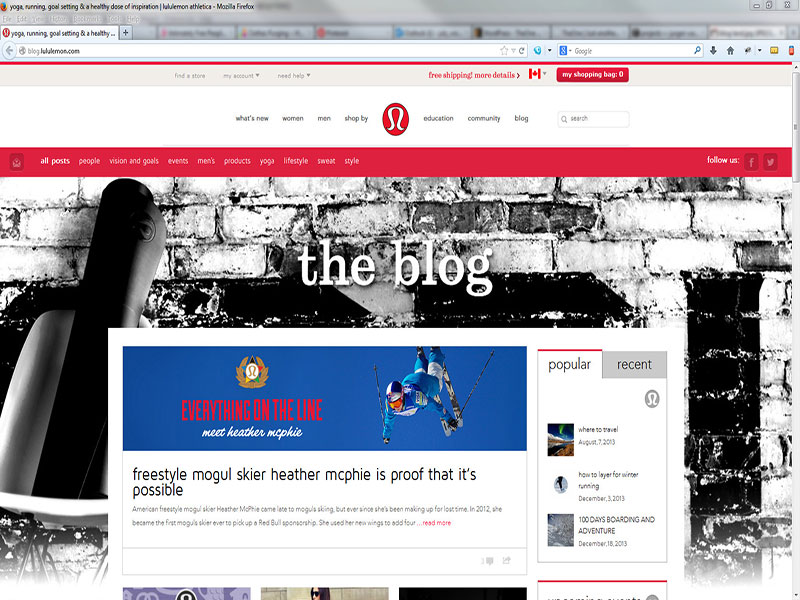 yoga, running, goal setting & a healthy dose of inspiration | lululemon athletica - Mozilla Firefox
File Edit View History Bookmarks Tools Help
yoga, running, goal setting & a healthy ...
blog.lululemon.com
Google
find a store my account need help free shipping! more details › my shopping bag: 0
what's new women men shop by education community blog search
all posts people vision and goals events men's products yoga lifestyle sweat style follow us:
the blog
popular recent
EVERYTHING ON THE LINE
meet heather mcphie
where to travel
August,7,2013
how to layer for winter
running
December,3,2013
100 DAYS BOARDING AND
ADVENTURE
December,18,2013
freestyle mogul skier heather mcphie is proof that it's
possible
American freestyle mogul skier Heather McPhie came late to moguls skiing, but ever since she's been making up for lost time. In 2012, she
became the first moguls skier ever to pick up a Red Bull sponsorship. She used her new wings to add four ...read more
1